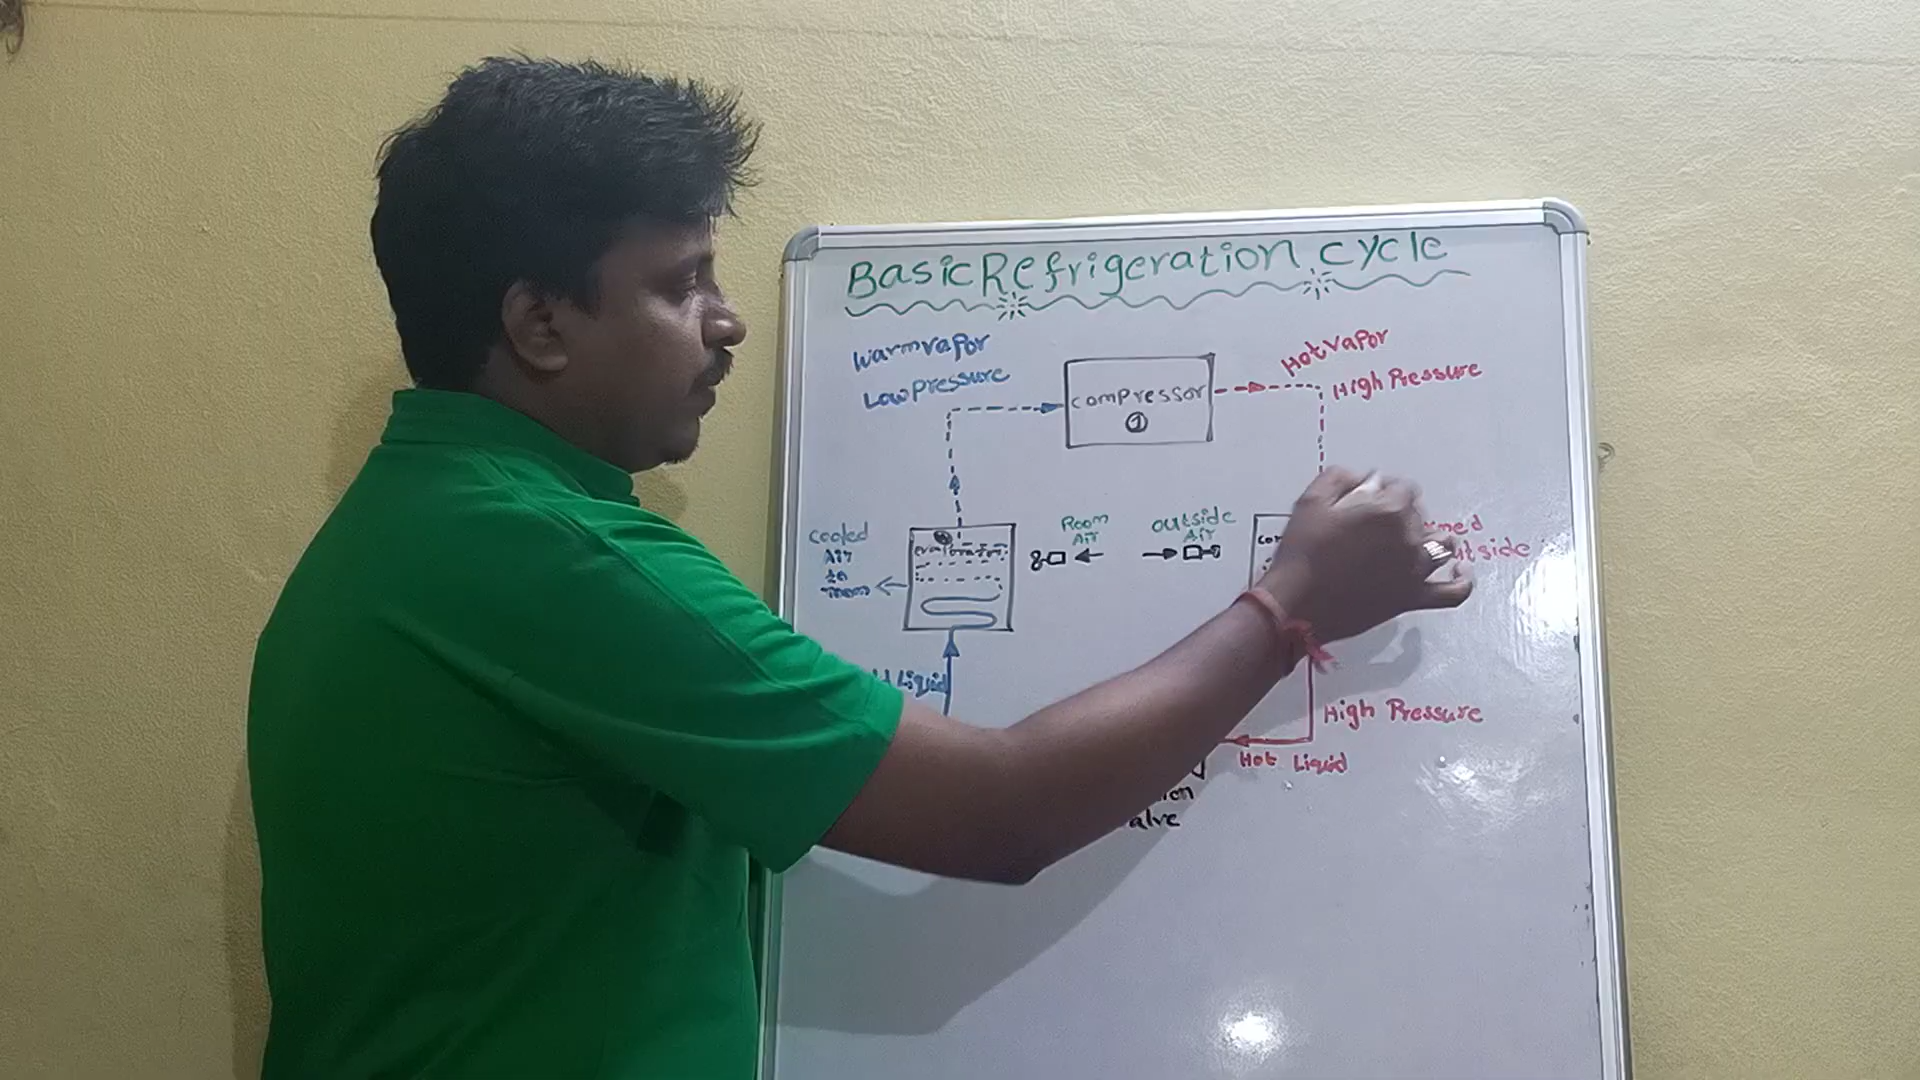 Basic Refrigeration cycle
Warm vapor
Low Pressure
compressor
1
Hot vapor
High Pressure
cooled
Air
to
room
evaporator
Room
Air
outside
Air
Liquid
High Pressure
Hot Liquid